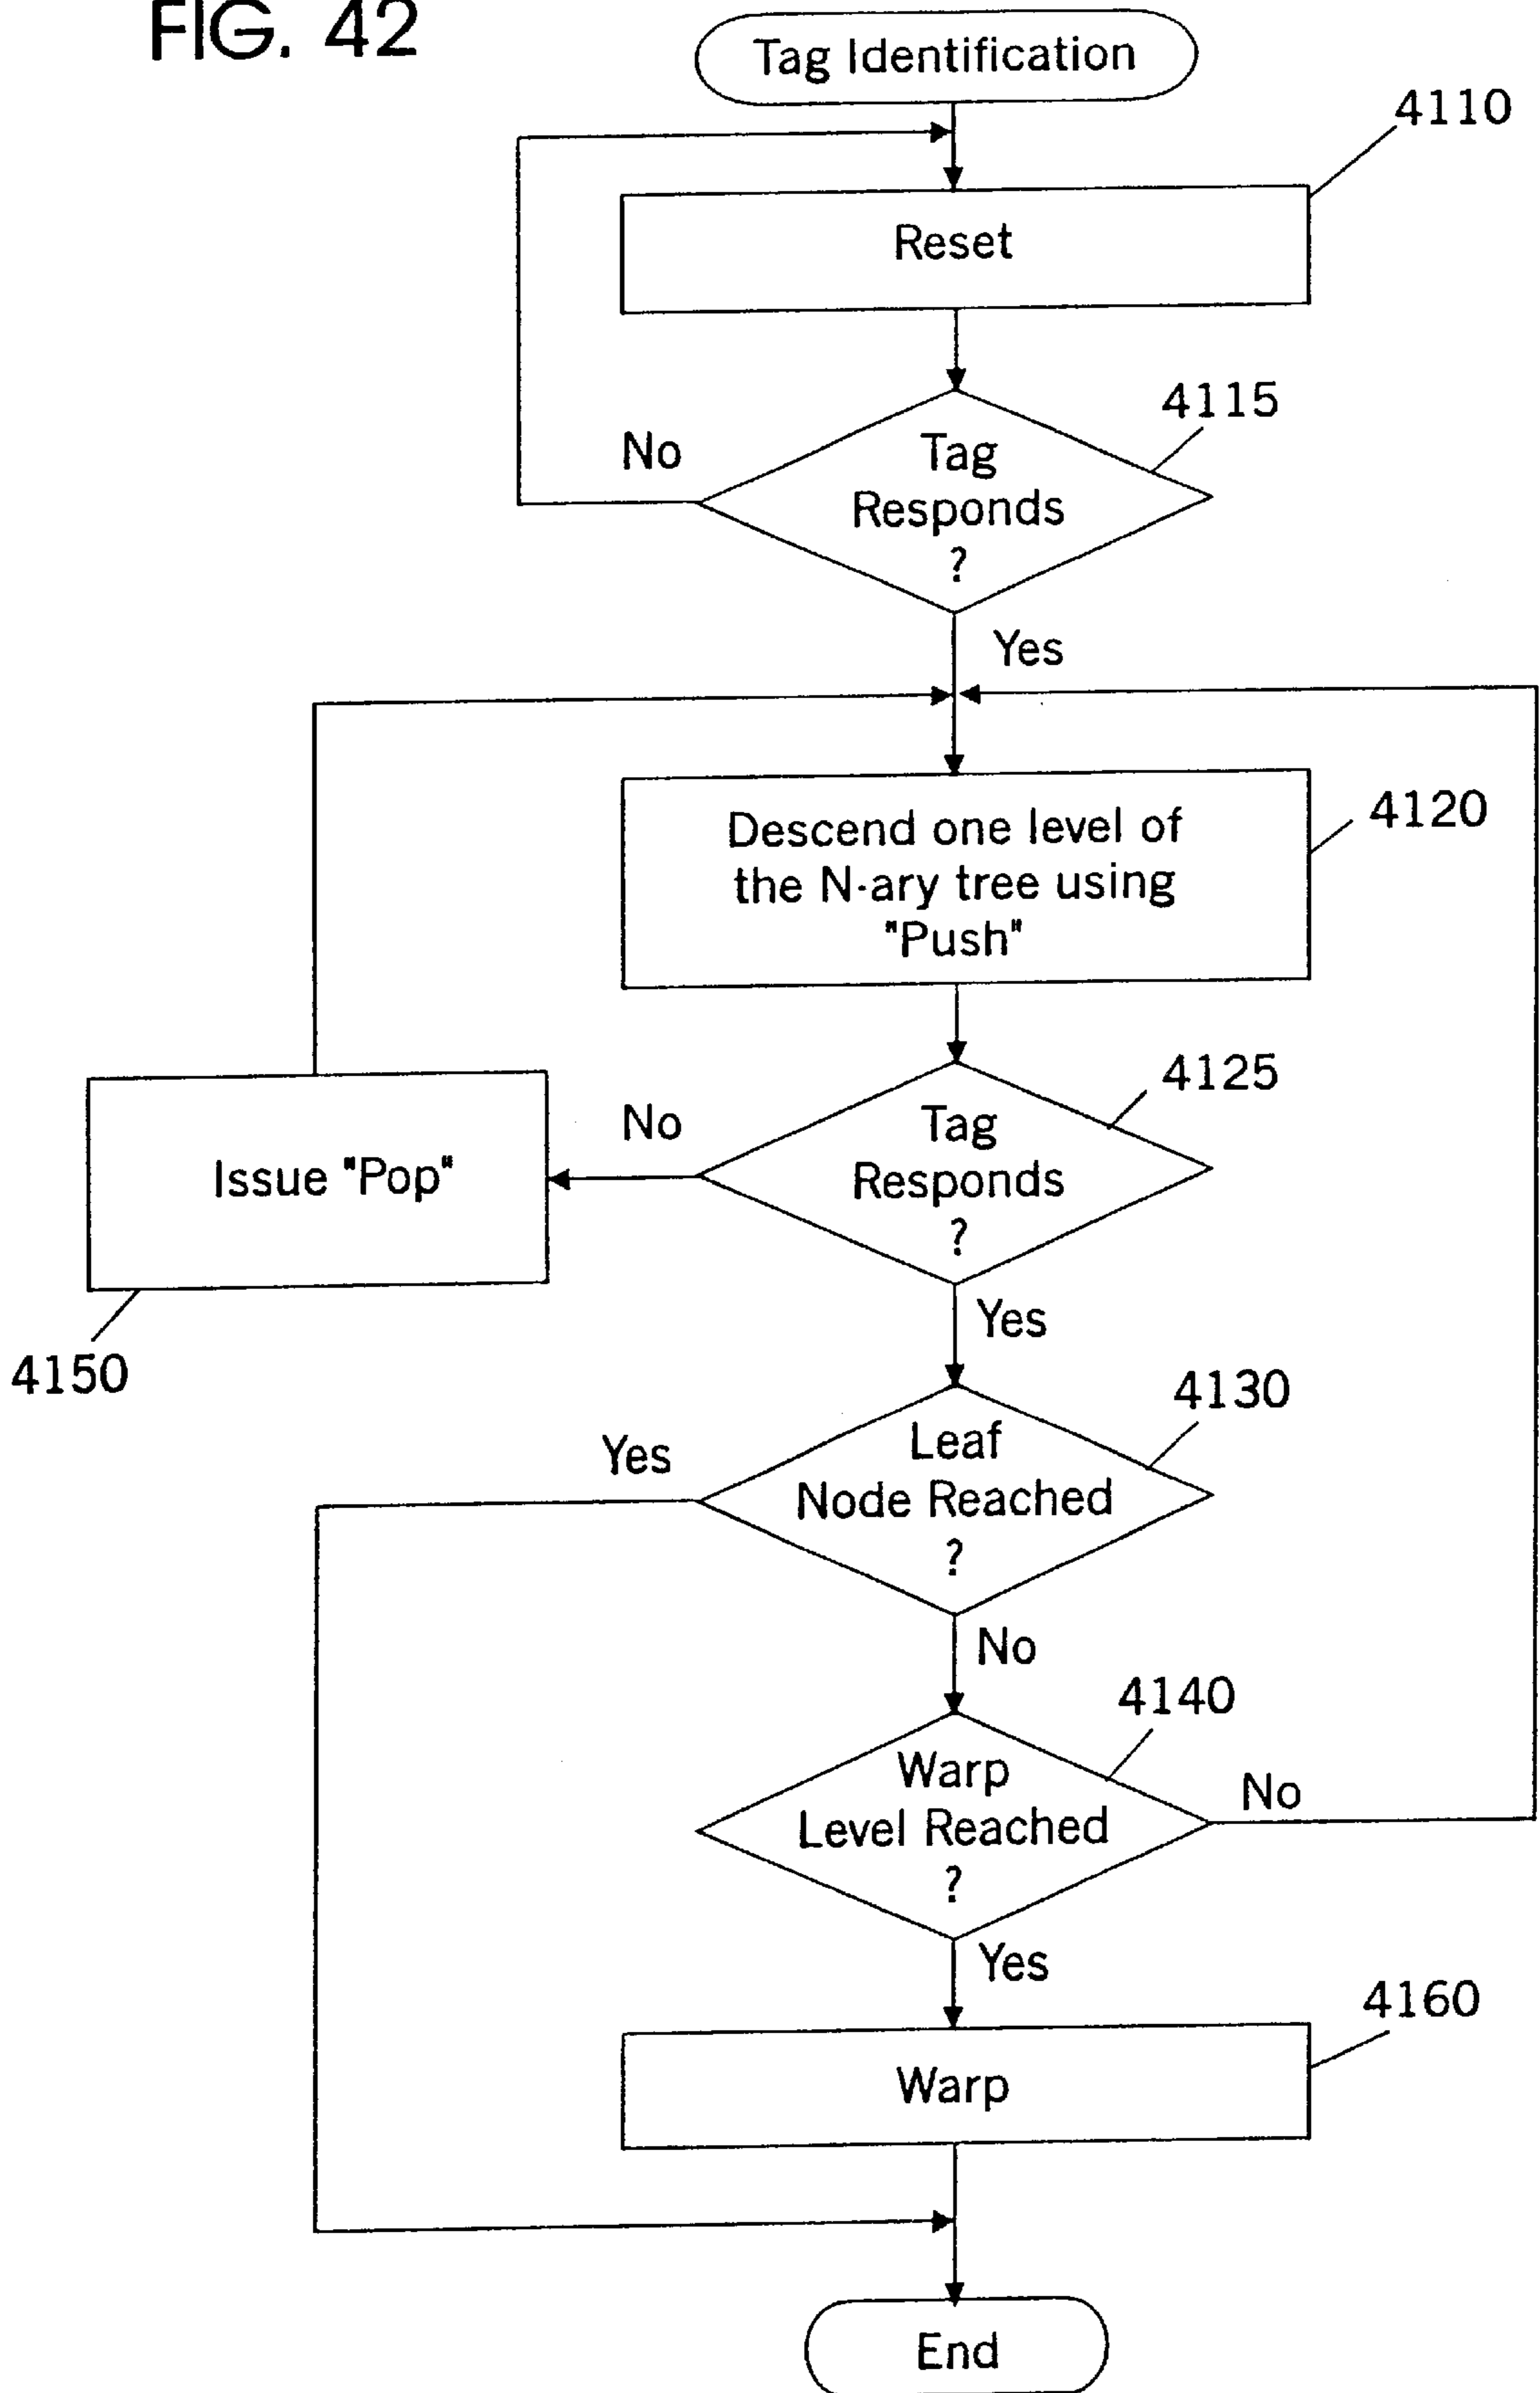 FIG. 42
Tag Identification
4110
Reset
4115
No
Tag
Responds
?
Yes
4120
Descend one level of
the N-ary tree using
"Push"
4125
No
Tag
Responds
?
Issue "Pop"
4150
Yes
4130
Yes
Leaf
Node Reached
?
No
4140
Warp
Level Reached
?
No
Yes
4160
Warp
End